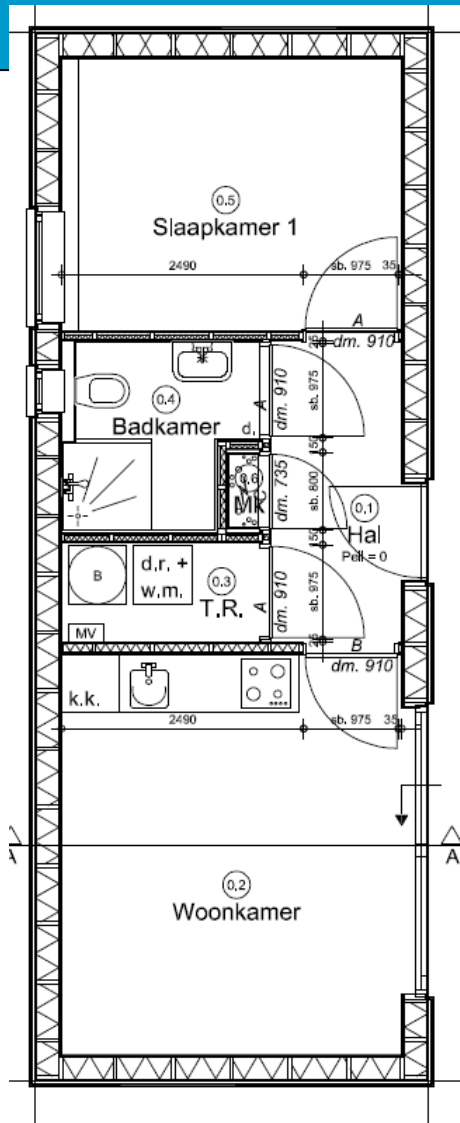 0.5
Slaapkamer 1
2490
sb. 975
35
A
dm. 910
25
0.4
Badkamer
d.
A
dm. 910
sb. 975
150
0.6
Mk
dm. 735
sb. 800
0.1
Hal
Peil = 0
150
B
d.r. +
w.m.
0.3
T.R.
A
dm. 910
sb. 975
MV
25
B
dm. 910
k.k.
2490
sb. 975
35
A
A
0.2
Woonkamer